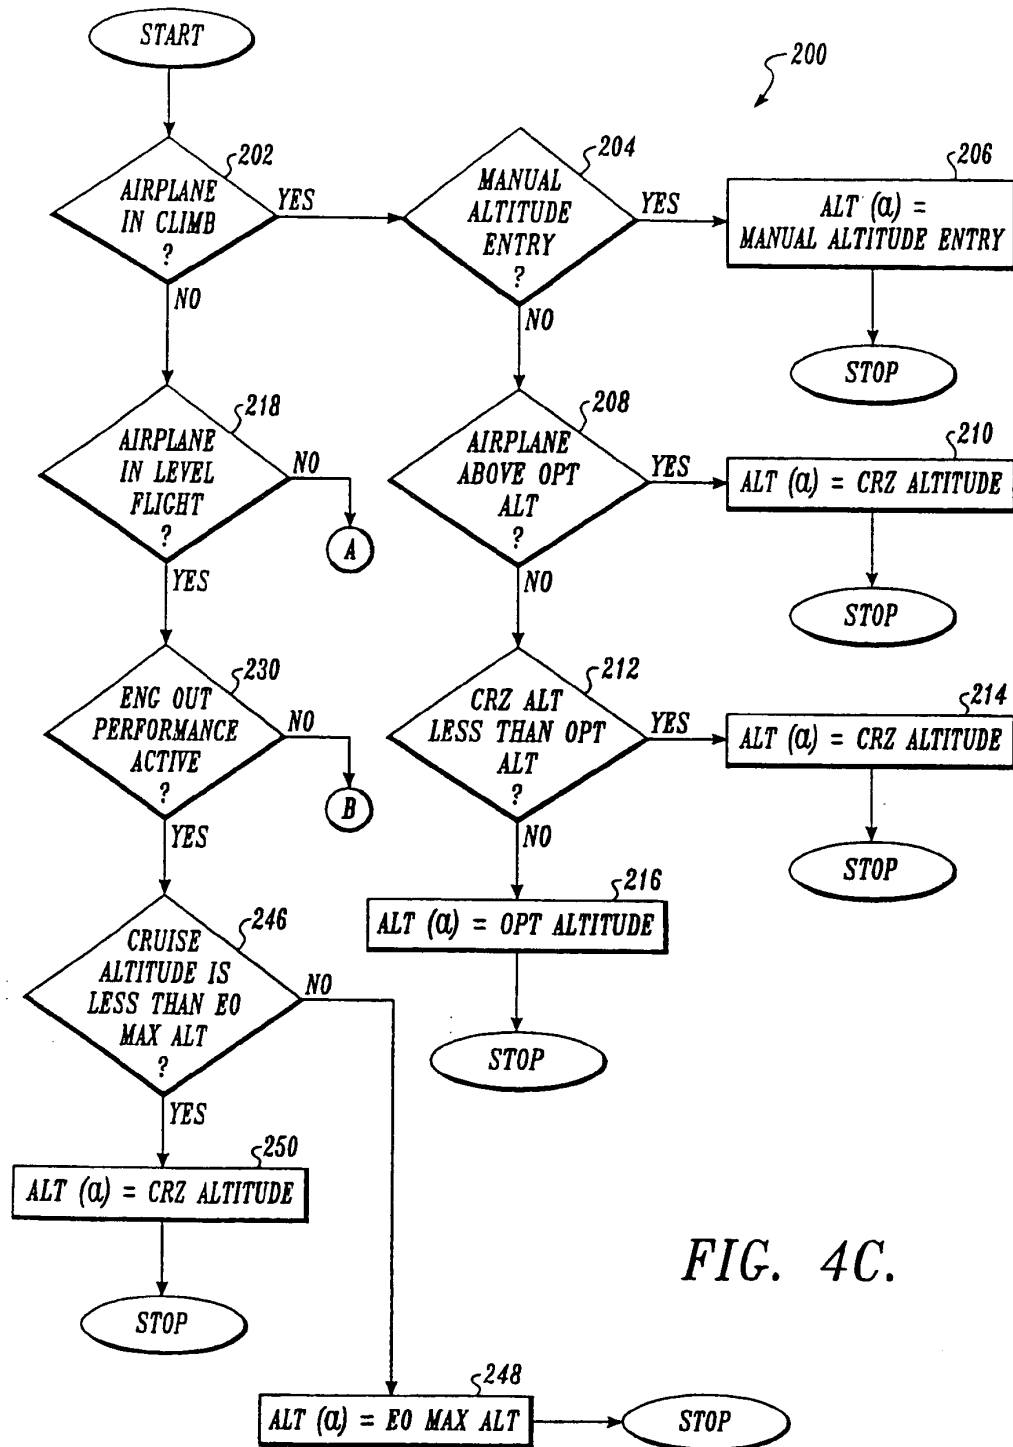 START
200
202
AIRPLANE
IN CLIMB
?
YES
NO
204
MANUAL
ALTITUDE
ENTRY
?
YES
NO
206
ALT (a) =
MANUAL ALTITUDE ENTRY
STOP
218
AIRPLANE
IN LEVEL
FLIGHT
?
NO
A
YES
208
AIRPLANE
ABOVE OPT
ALT
?
YES
NO
210
ALT (a) = CRZ ALTITUDE
STOP
230
ENG OUT
PERFORMANCE
ACTIVE
?
NO
B
YES
212
CRZ ALT
LESS THAN OPT
ALT
?
YES
NO
214
ALT (a) = CRZ ALTITUDE
STOP
216
ALT (a) = OPT ALTITUDE
STOP
246
CRUISE
ALTITUDE IS
LESS THAN EO
MAX ALT
?
NO
YES
250
ALT (a) = CRZ ALTITUDE
STOP
248
ALT (a) = EO MAX ALT
STOP
FIG. 4C.